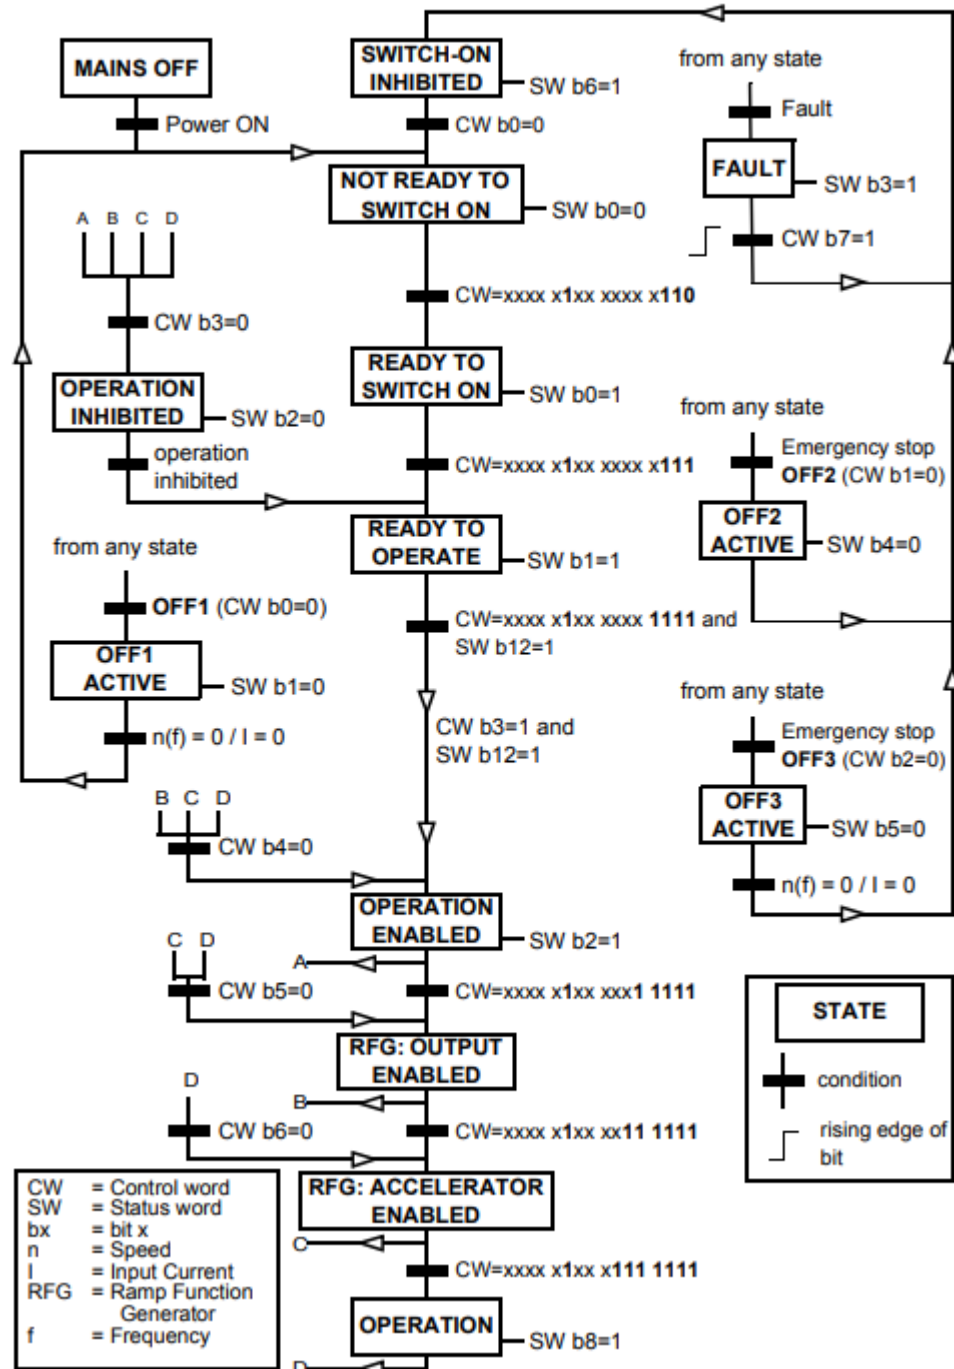 MAINS OFF
Power ON
SWITCH-ON
INHIBITED
SW b6=1
CW b0=0
NOT READY TO
SWITCH ON
SW b0=0
CW=xxxx x1xx xxxx x110
READY TO
SWITCH ON
SW b0=1
CW=xxxx x1xx xxxx x111
READY TO
OPERATE
SW b1=1
CW=xxxx x1xx xxxx 1111 and
SW b12=1
CW b3=1 and
SW b12=1
A B C D
CW b3=0
OPERATION
INHIBITED
SW b2=0
operation
inhibited
from any state
OFF1 (CW b0=0)
OFF1
ACTIVE
SW b1=0
n(f) = 0 / I = 0
B C D
CW b4=0
OPERATION
ENABLED
SW b2=1
A
C D
CW b5=0
CW=xxxx x1xx xxx1 1111
RFG: OUTPUT
ENABLED
B
D
CW b6=0
CW=xxxx x1xx xx11 1111
RFG: ACCELERATOR
ENABLED
C
CW=xxxx x1xx x111 1111
OPERATION
SW b8=1
D
from any state
Fault
FAULT
SW b3=1
CW b7=1
from any state
Emergency stop
OFF2 (CW b1=0)
OFF2
ACTIVE
SW b4=0
from any state
Emergency stop
OFF3 (CW b2=0)
OFF3
ACTIVE
SW b5=0
n(f) = 0 / I = 0
STATE
condition
rising edge of
bit
CW = Control word
SW = Status word
bx = bit x
n = Speed
I = Input Current
RFG = Ramp Function
Generator
f = Frequency